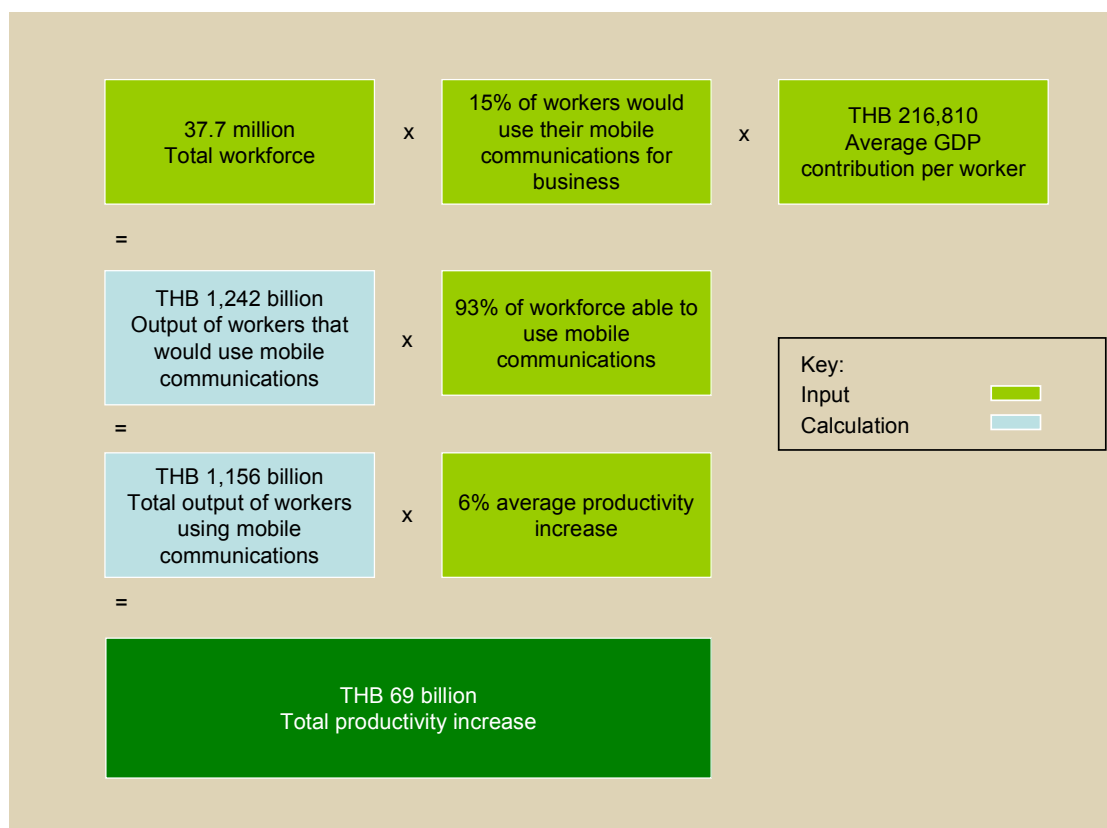 37.7 million
Total workforce
x
15% of workers would
use their mobile
communications for
business
x
THB 216,810
Average GDP
contribution per worker
=
THB 1,242 billion
Output of workers that
would use mobile
communications
x
93% of workforce able to
use mobile
communications
Key:
Input
Calculation
=
THB 1,156 billion
Total output of workers
using mobile
communications
x
6% average productivity
increase
=
THB 69 billion
Total productivity increase